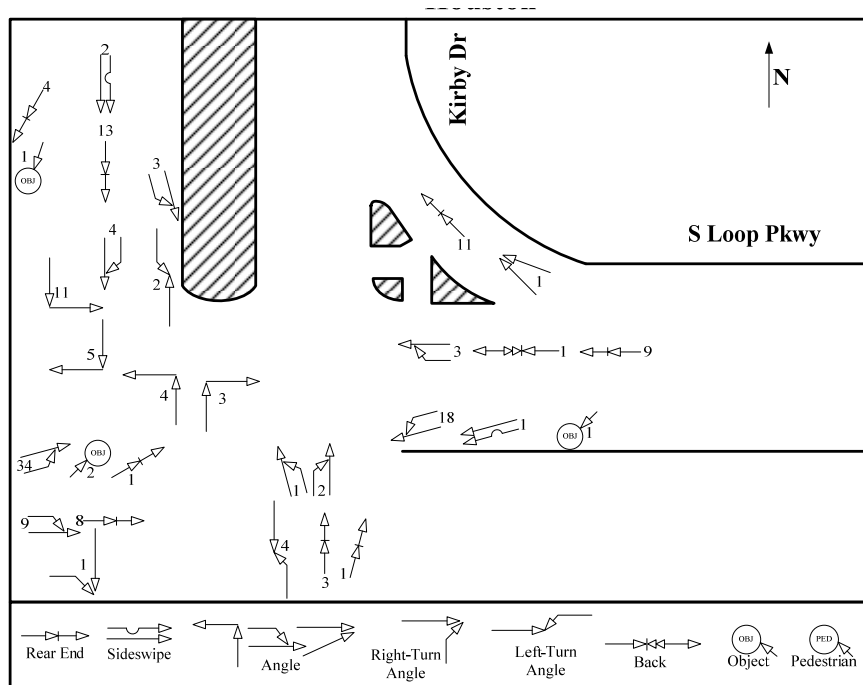 Houston
Kirby Dr
N
S Loop Pkwy
2
4
13
1
OBJ
3
4
2
11
5
4
3
11
1
3
1
9
18
1
OBJ
1
34
OBJ
2
1
1
2
9
8
1
4
3
1
Rear End
Sideswipe
Angle
Right-Turn
Angle
Left-Turn
Angle
Back
OBJ
Object
PED
Pedestrian